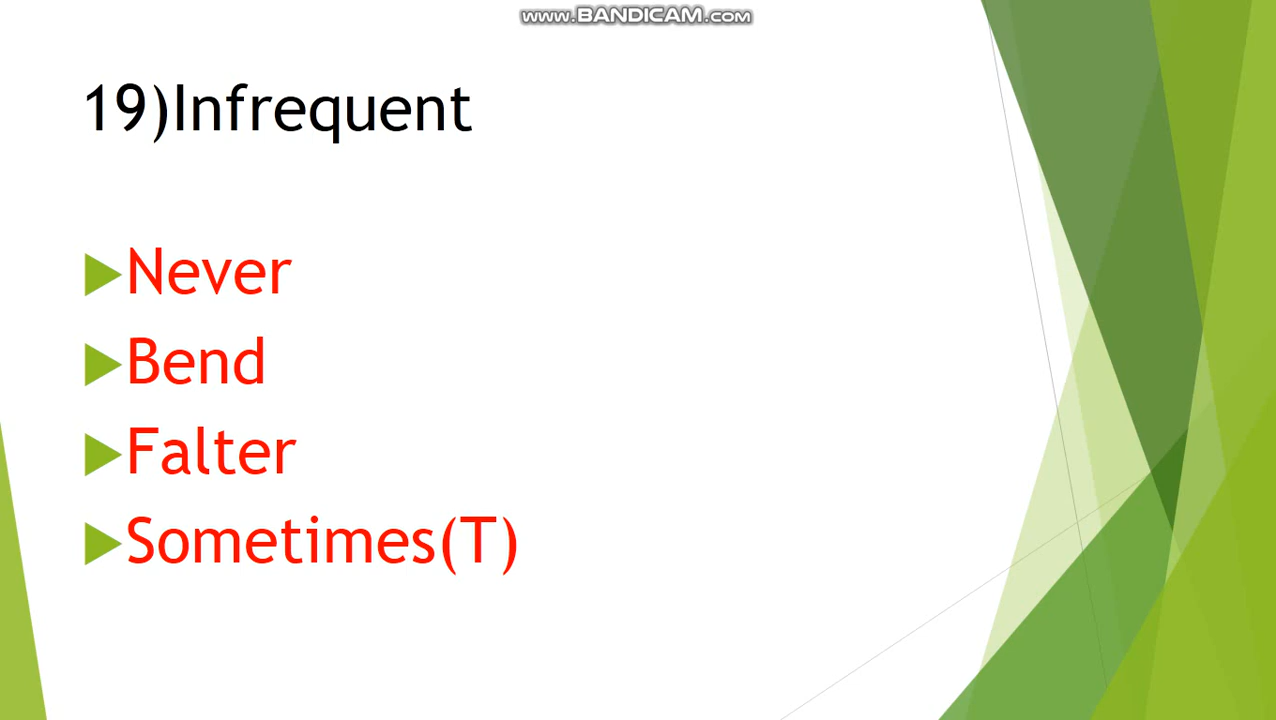 www.BANDICAM.com
19)Infrequent
Never
Bend
Falter
Sometimes(T)